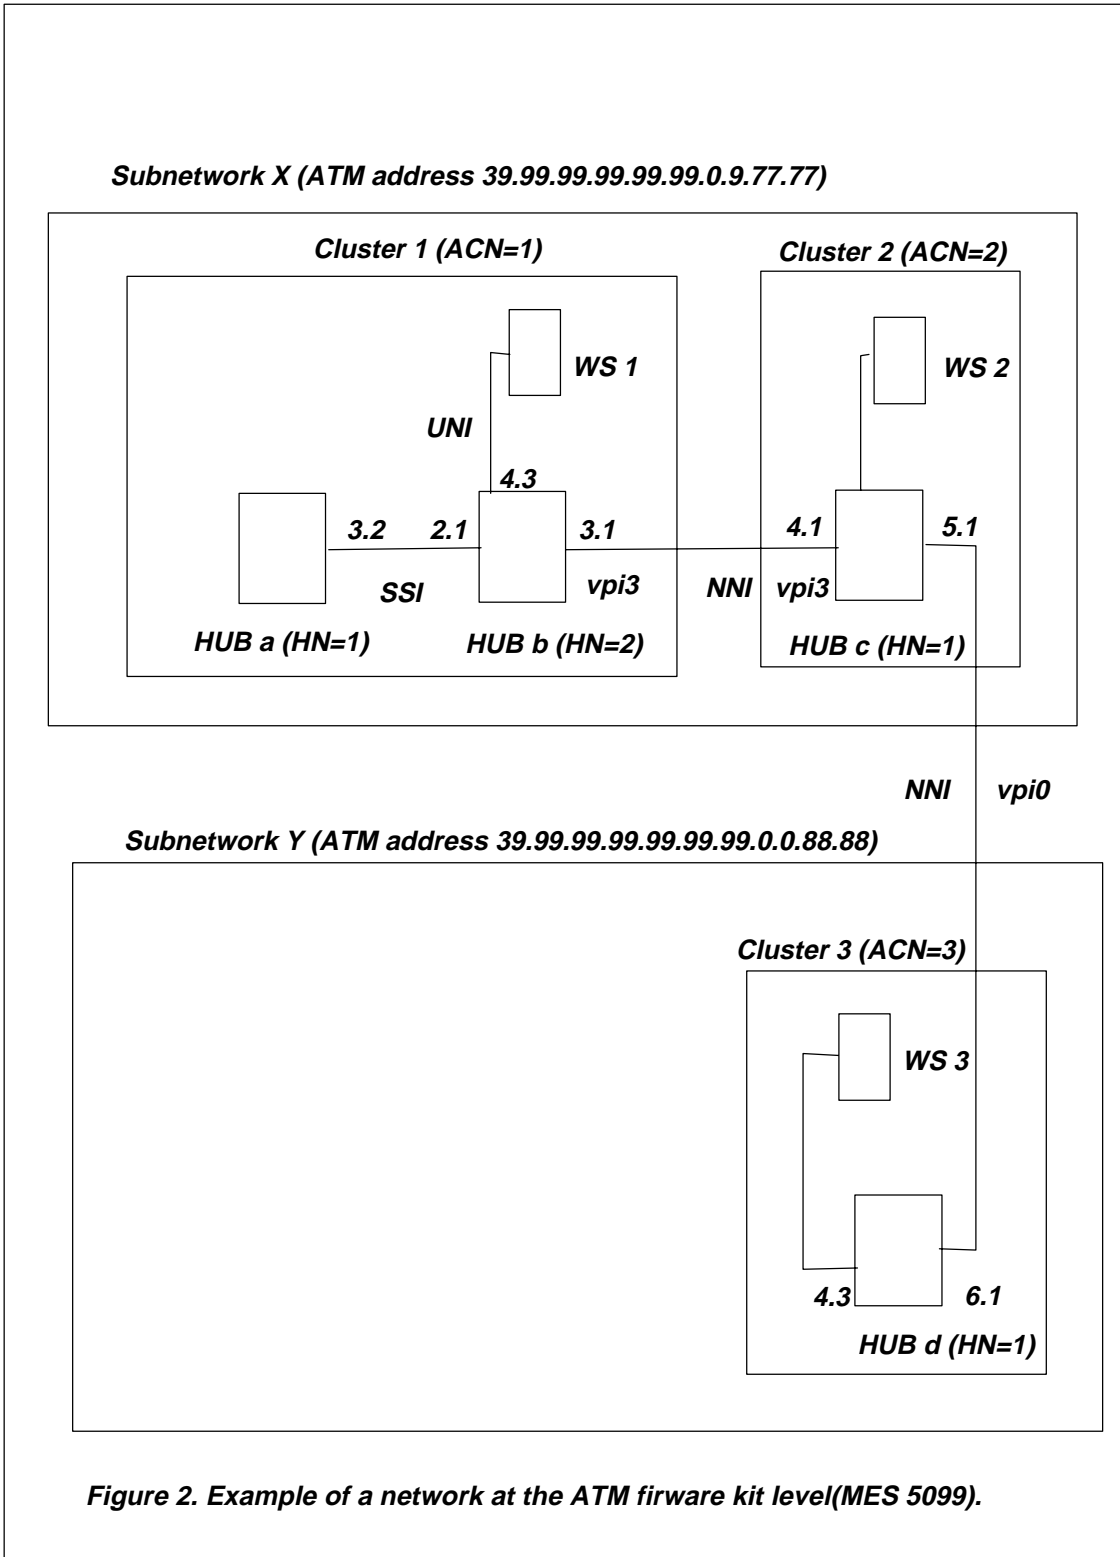 Subnetwork X (ATM address 39.99.99.99.99.99.0.9.77.77)
Cluster 1 (ACN=1)
Cluster 2 (ACN=2)
WS 1
WS 2
UNI
4.3
3.2
2.1
3.1
4.1
5.1
SSI
vpi3
NNI
vpi3
HUB a (HN=1)
HUB b (HN=2)
HUB c (HN=1)
NNI
vpi0
Subnetwork Y (ATM address 39.99.99.99.99.99.99.0.0.88.88)
Cluster 3 (ACN=3)
WS 3
4.3
6.1
HUB d (HN=1)
Figure 2. Example of a network at the ATM firware kit level(MES 5099).